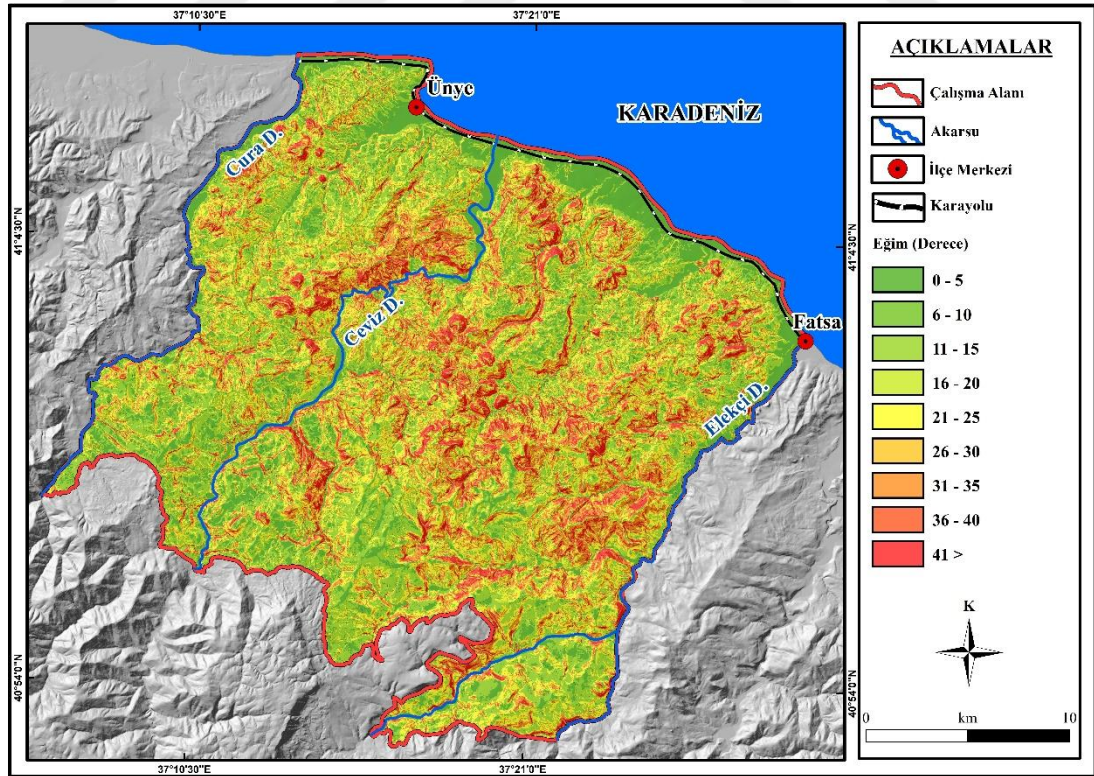 37°10'30"E
37°21'0"E
Ünye
KARADENİZ
Cura D.
41°4'30"N
41°4'30"N
Ceviz D.
Fatsa
Elekçi D.
40°54'0"N
40°54'0"N
37°10'30"E
37°21'0"E
AÇIKLAMALAR
Çalışma Alanı
Akarsu
İlçe Merkezi
Karayolu
Eğim (Derece)
0 - 5
6 - 10
11 - 15
16 - 20
21 - 25
26 - 30
31 - 35
36 - 40
41 >
K
0 km 10